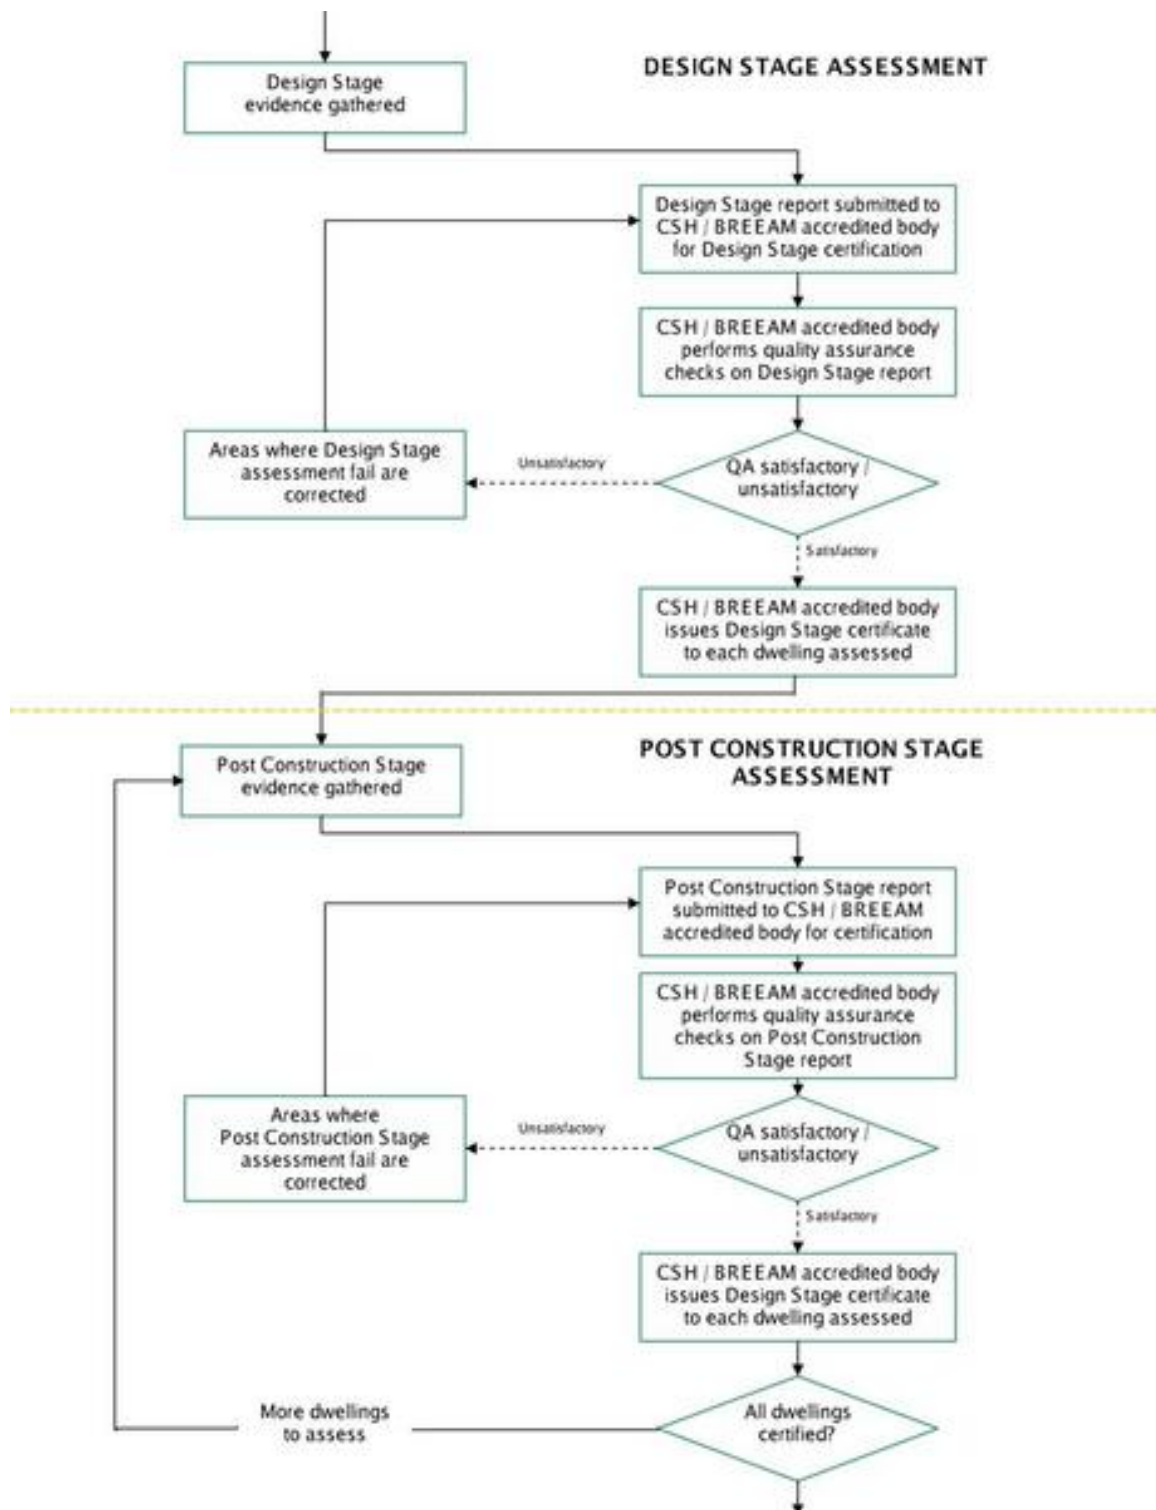 DESIGN STAGE ASSESSMENT
Design Stage
evidence gathered
Design Stage report submitted to
CSH / BREEAM accredited body
for Design Stage certification
CSH / BREEAM accredited body
performs quality assurance
checks on Design Stage report
Areas where Design Stage
assessment fail are
corrected
Unsatisfactory
QA satisfactory /
unsatisfactory
Satisfactory
CSH / BREEAM accredited body
issues Design Stage certificate
to each dwelling assessed
POST CONSTRUCTION STAGE
ASSESSMENT
Post Construction Stage
evidence gathered
Post Construction Stage report
submitted to CSH / BREEAM
accredited body for certification
CSH / BREEAM accredited body
performs quality assurance
checks on Post Construction
Stage report
Areas where
Post Construction Stage
assessment fail are
corrected
Unsatisfactory
QA satisfactory /
unsatisfactory
Satisfactory
CSH / BREEAM accredited body
issues Design Stage certificate
to each dwelling assessed
More dwellings
to assess
All dwellings
certified?